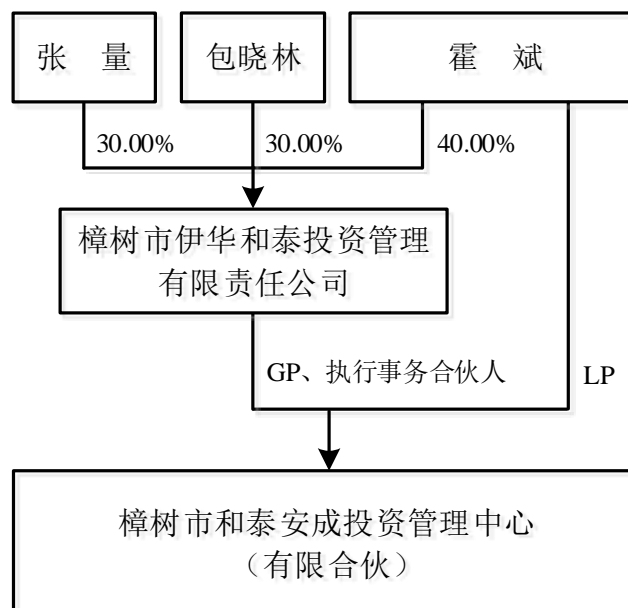 张 量
包晓林
霍 斌
30.00%
30.00%
40.00%
樟树市伊华和泰投资管理
有限责任公司
GP、执行事务合伙人
LP
樟树市和泰安成投资管理中心
（有限合伙）